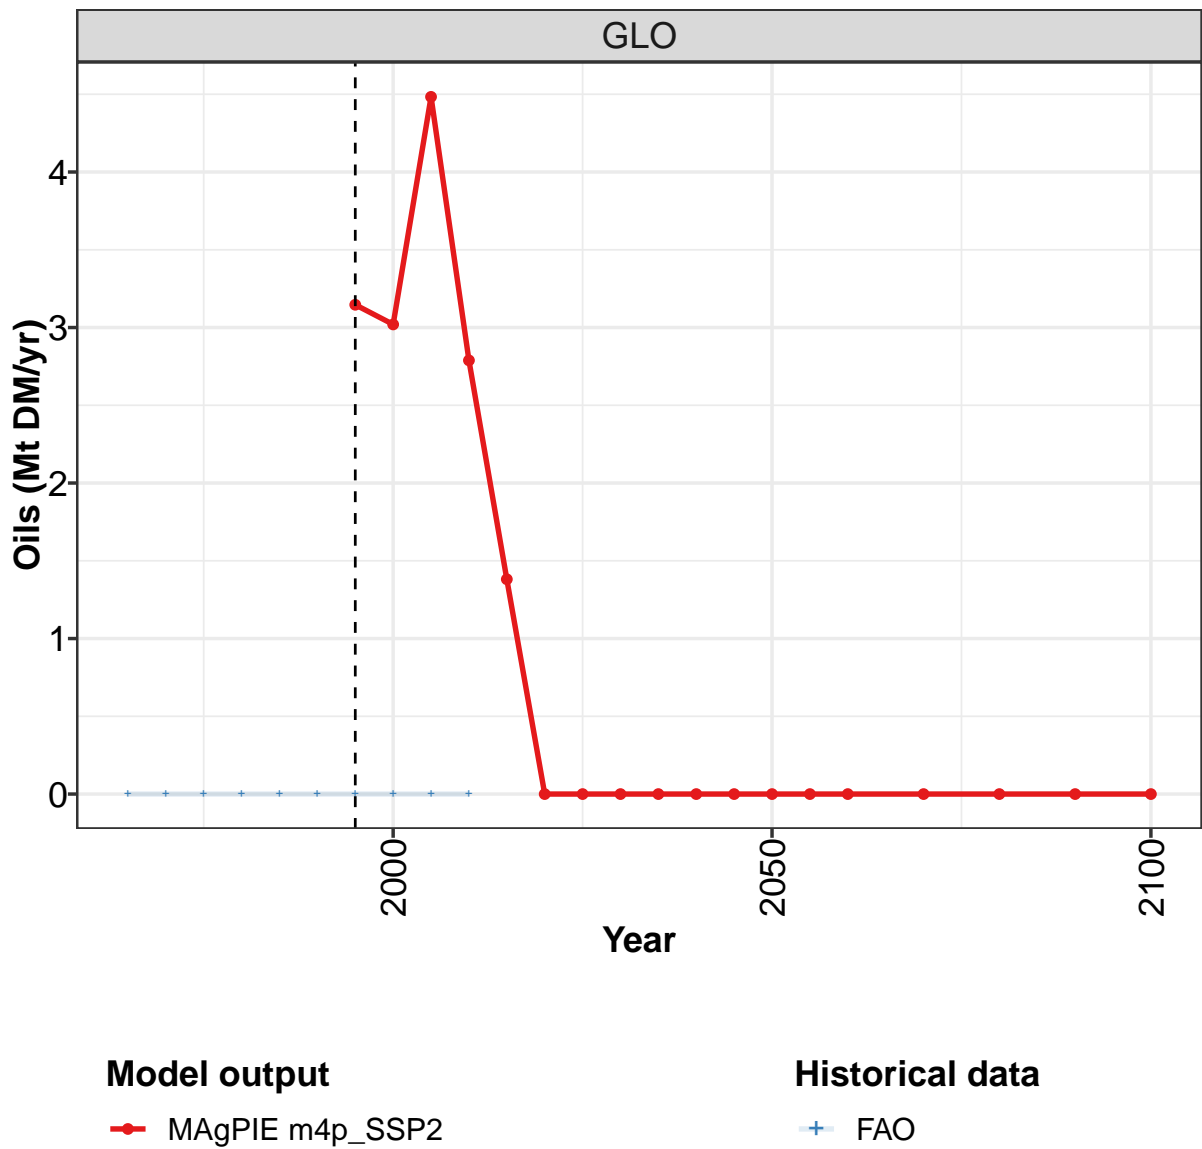 GLO
Oils (Mt DM/yr)
4
3
2
1
0
2000
2050
2100
Year
Model output
MAgPIE m4p_SSP2
Historical data
FAO